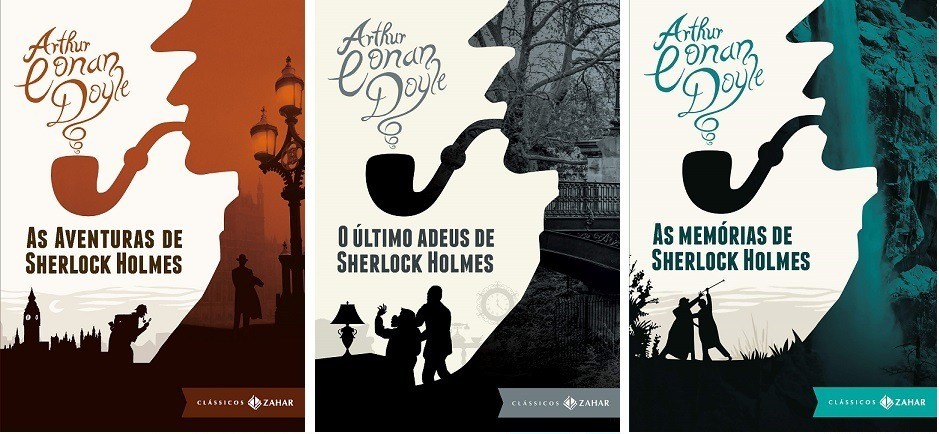 Arthur
Conan
Doyle
AS AVENTURAS DE
SHERLOCK HOLMES
CLÁSSICOS ZAHAR
Arthur
Conan
Doyle
O ÚLTIMO ADEUS DE
SHERLOCK HOLMES
CLÁSSICOS ZAHAR
Arthur
Conan
Doyle
AS MEMÓRIAS DE
SHERLOCK HOLMES
CLÁSSICOS ZAHAR